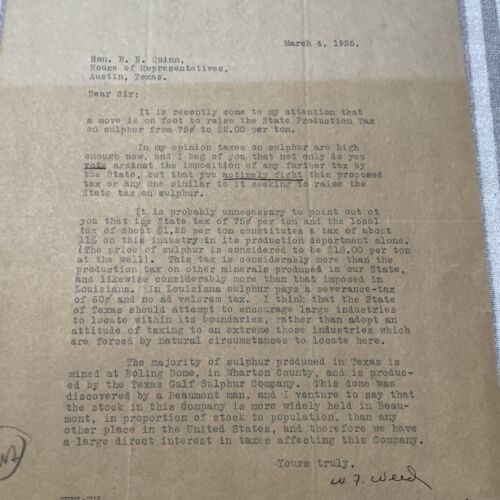 March 4, 1935.
Hon. B. E. Quinn,
House of Representatives,
Austin, Texas.
Dear Sir:
It is recently come to my attention that
a move is on foot to raise the State Production Tax
on sulphur from 75¢ to $2.00 per ton.
In my opinion taxes on sulphur are high
enough now, and I beg of you that not only do you
vote against the imposition of any further tax by
the State, but that you actively fight this proposed
tax or any one similar to it seeking to raise the
State tax on sulphur.
It is probably unnecessary to point out ot
you that the State tax of 75¢ per ton and the local
tax of about $1.25 per ton constitutes a tax of about
11% on this industry in its production department alone.
(The price of sulphur is considered to be $18.00 per ton
at the well). This tax is considerably more than the
production tax on other minerals produced in our State,
and likewise considerably more than that imposed in
Louisiana. In Louisiana sulphur pays a severance-tax
of 60¢ and no ad valorem tax. I think that the State
of Texas should attempt to encourage large industries
to locate within its boundaries, rather than adopt an
attitude of taxing to an extreme those industries which
are forced by natural circumstances to locate here.
The majority of sulphur produced in Texas is
mined at Boling Dome, in Wharton County, and is produc-
ed by the Texas Gulf Sulphur Company. This dome was
discovered by a Beaumont man, and I venture to say that
the stock in this Company is more widely held in Beau-
mont, in proportion of stock to population, than any
other place in the United States, and therefore we have
a large direct interest in taxes affecting this Company.
Yours truly,
W. F. Weed